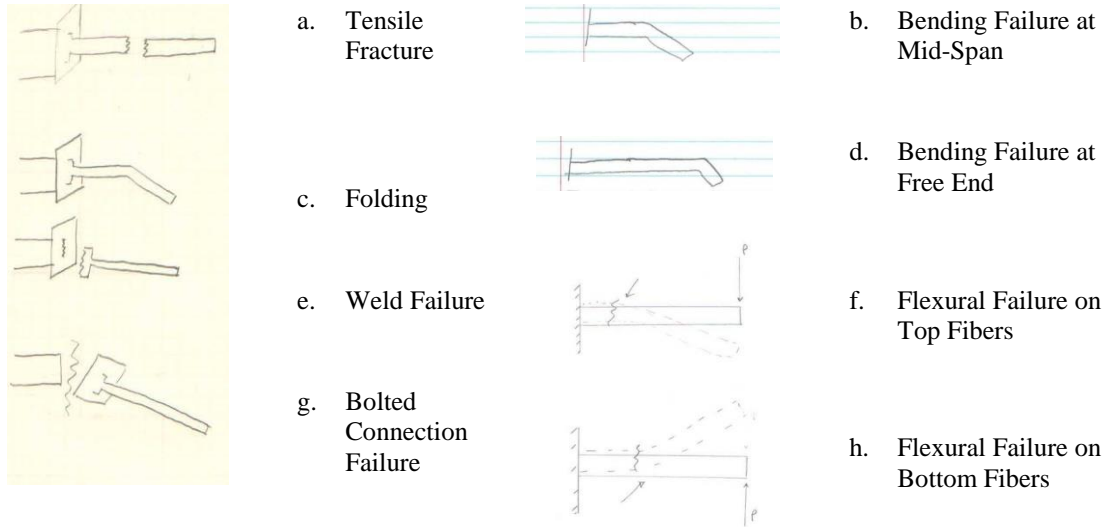 a. Tensile
Fracture
b. Bending Failure at
Mid-Span
c. Folding
d. Bending Failure at
Free End
e. Weld Failure
P
f. Flexural Failure on
Top Fibers
g. Bolted
Connection
Failure
h. Flexural Failure on
Bottom Fibers
P